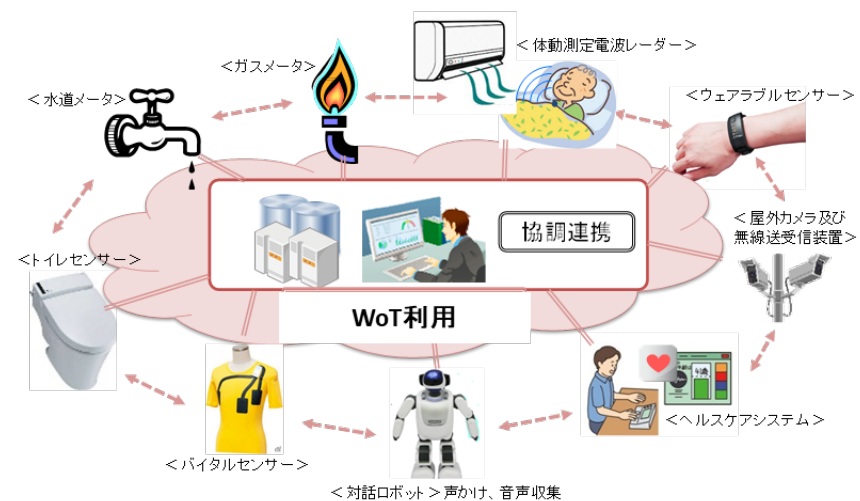 ＜体動測定電波レーダー＞
＜ガスメータ＞
＜水道メータ＞
＜ウェアラブルセンサー＞
＜屋外カメラ及び
無線送受信装置＞
協調連携
＜トイレセンサー＞
WoT利用
＜ヘルスケアシステム＞
＜バイタルセンサー＞
＜対話ロボット＞声かけ、音声収集